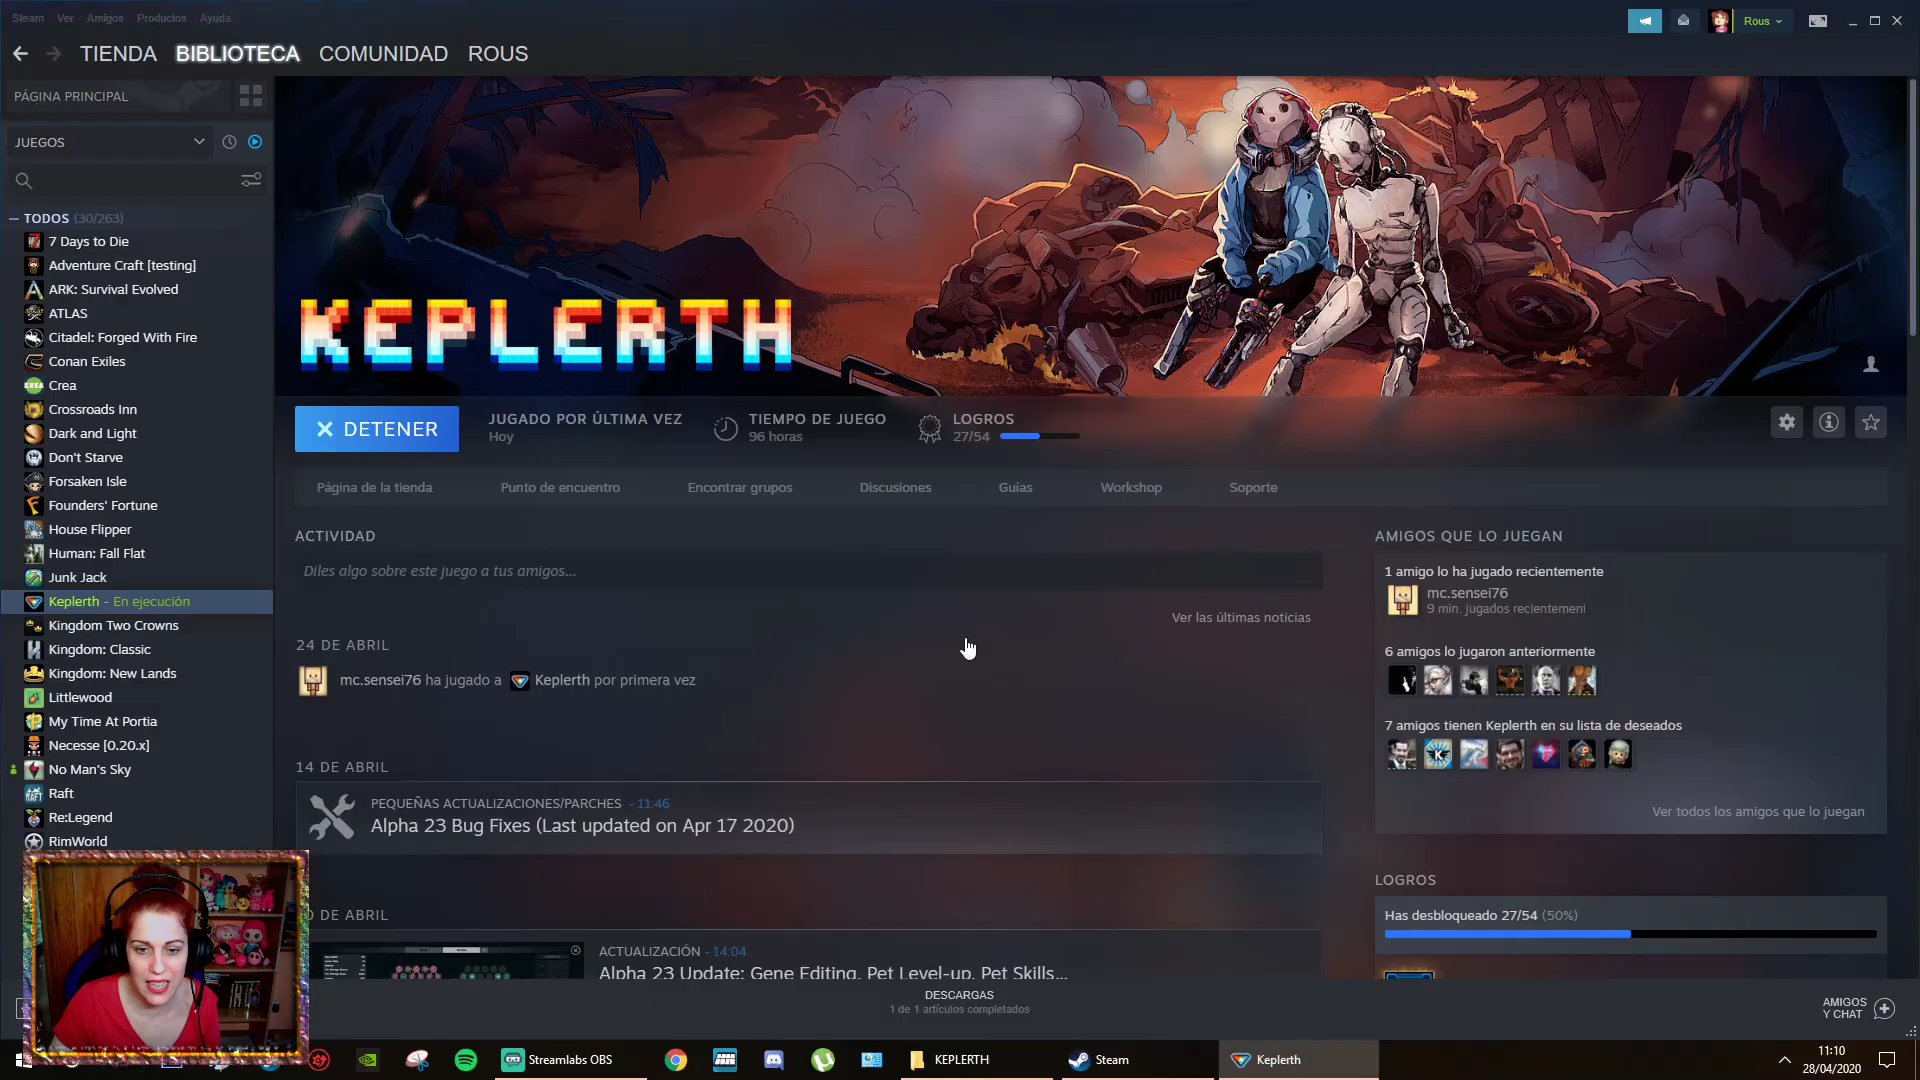 Steam Ver Amigos Productos Ayuda
Rous
TIENDA BIBLIOTECA COMUNIDAD ROUS
PÁGINA PRINCIPAL
JUEGOS
TODOS (30/263)
7 Days to Die
Adventure Craft [testing]
ARK: Survival Evolved
ATLAS
Citadel: Forged With Fire
Conan Exiles
Crea
Crossroads Inn
Dark and Light
Don't Starve
Forsaken Isle
Founders' Fortune
House Flipper
Human: Fall Flat
Junk Jack
Keplerth - En ejecución
Kingdom Two Crowns
Kingdom: Classic
Kingdom: New Lands
Littlewood
My Time At Portia
Necesse [0.20.x]
No Man's Sky
Raft
Re:Legend
RimWorld
KEPLERTH
DETENER
JUGADO POR ÚLTIMA VEZ
Hoy
TIEMPO DE JUEGO
96 horas
LOGROS
27/54
Página de la tienda Punto de encuentro Encontrar grupos Discusiones Guías Workshop Soporte
ACTIVIDAD
Diles algo sobre este juego a tus amigos...
Ver las últimas noticias
24 DE ABRIL
mc.sensei76 ha jugado a Keplerth por primera vez
14 DE ABRIL
PEQUEÑAS ACTUALIZACIONES/PARCHES - 11:46
Alpha 23 Bug Fixes (Last updated on Apr 17 2020)
DE ABRIL
ACTUALIZACIÓN - 14:04
Alpha 23 Update: Gene Editing, Pet Level-up, Pet Skills...
AMIGOS QUE LO JUEGAN
1 amigo lo ha jugado recientemente
mc.sensei76
9 min. jugados recientement
6 amigos lo jugaron anteriormente
7 amigos tienen Keplerth en su lista de deseados
Ver todos los amigos que lo juegan
LOGROS
Has desbloqueado 27/54 (50%)
DESCARGAS
1 de 1 artículos completados
AMIGOS
Y CHAT
Streamlabs OBS
KEPLERTH
Steam
Keplerth
11:10
28/04/2020